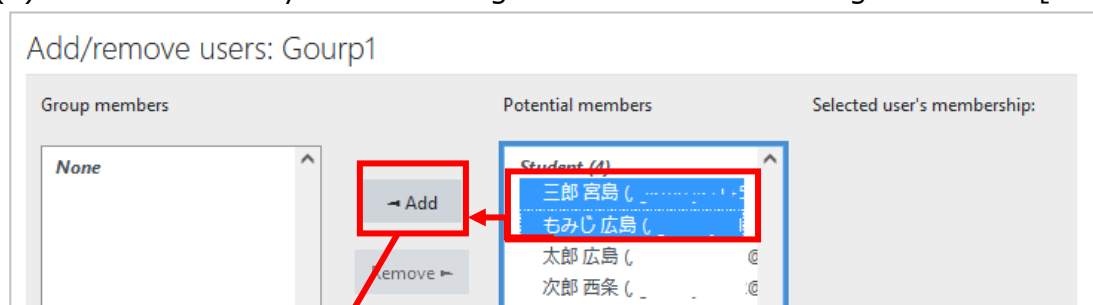 Add/remove users: Gourp1
Group members
Potential members
Selected user's membership:
None
Student (4)
三郎 宮島 (
もみじ 広島 (
太郎 広島 (
次郎 西条 (
Add
Remove